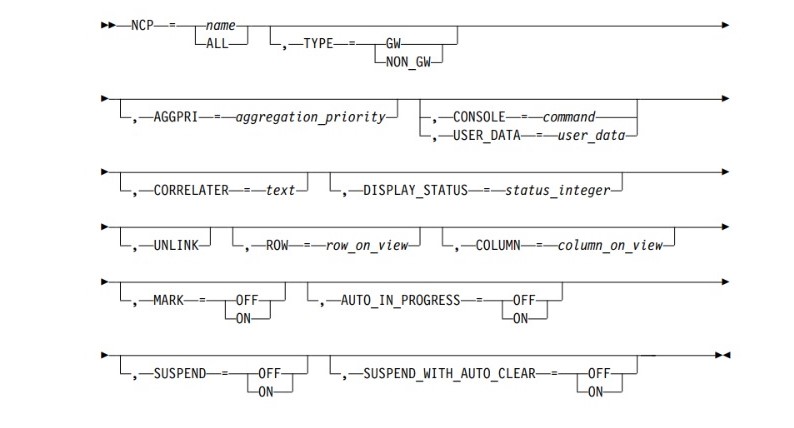 NCP = name
ALL
, TYPE = GW
NON_GW
, AGGPRI = aggregation_priority
, CONSOLE = command
, USER_DATA = user_data
, CORRELATER = text
, DISPLAY_STATUS = status_integer
, UNLINK
, ROW = row_on_view
, COLUMN = column_on_view
, MARK = OFF
ON
, AUTO_IN_PROGRESS = OFF
ON
, SUSPEND = OFF
ON
, SUSPEND_WITH_AUTO_CLEAR = OFF
ON